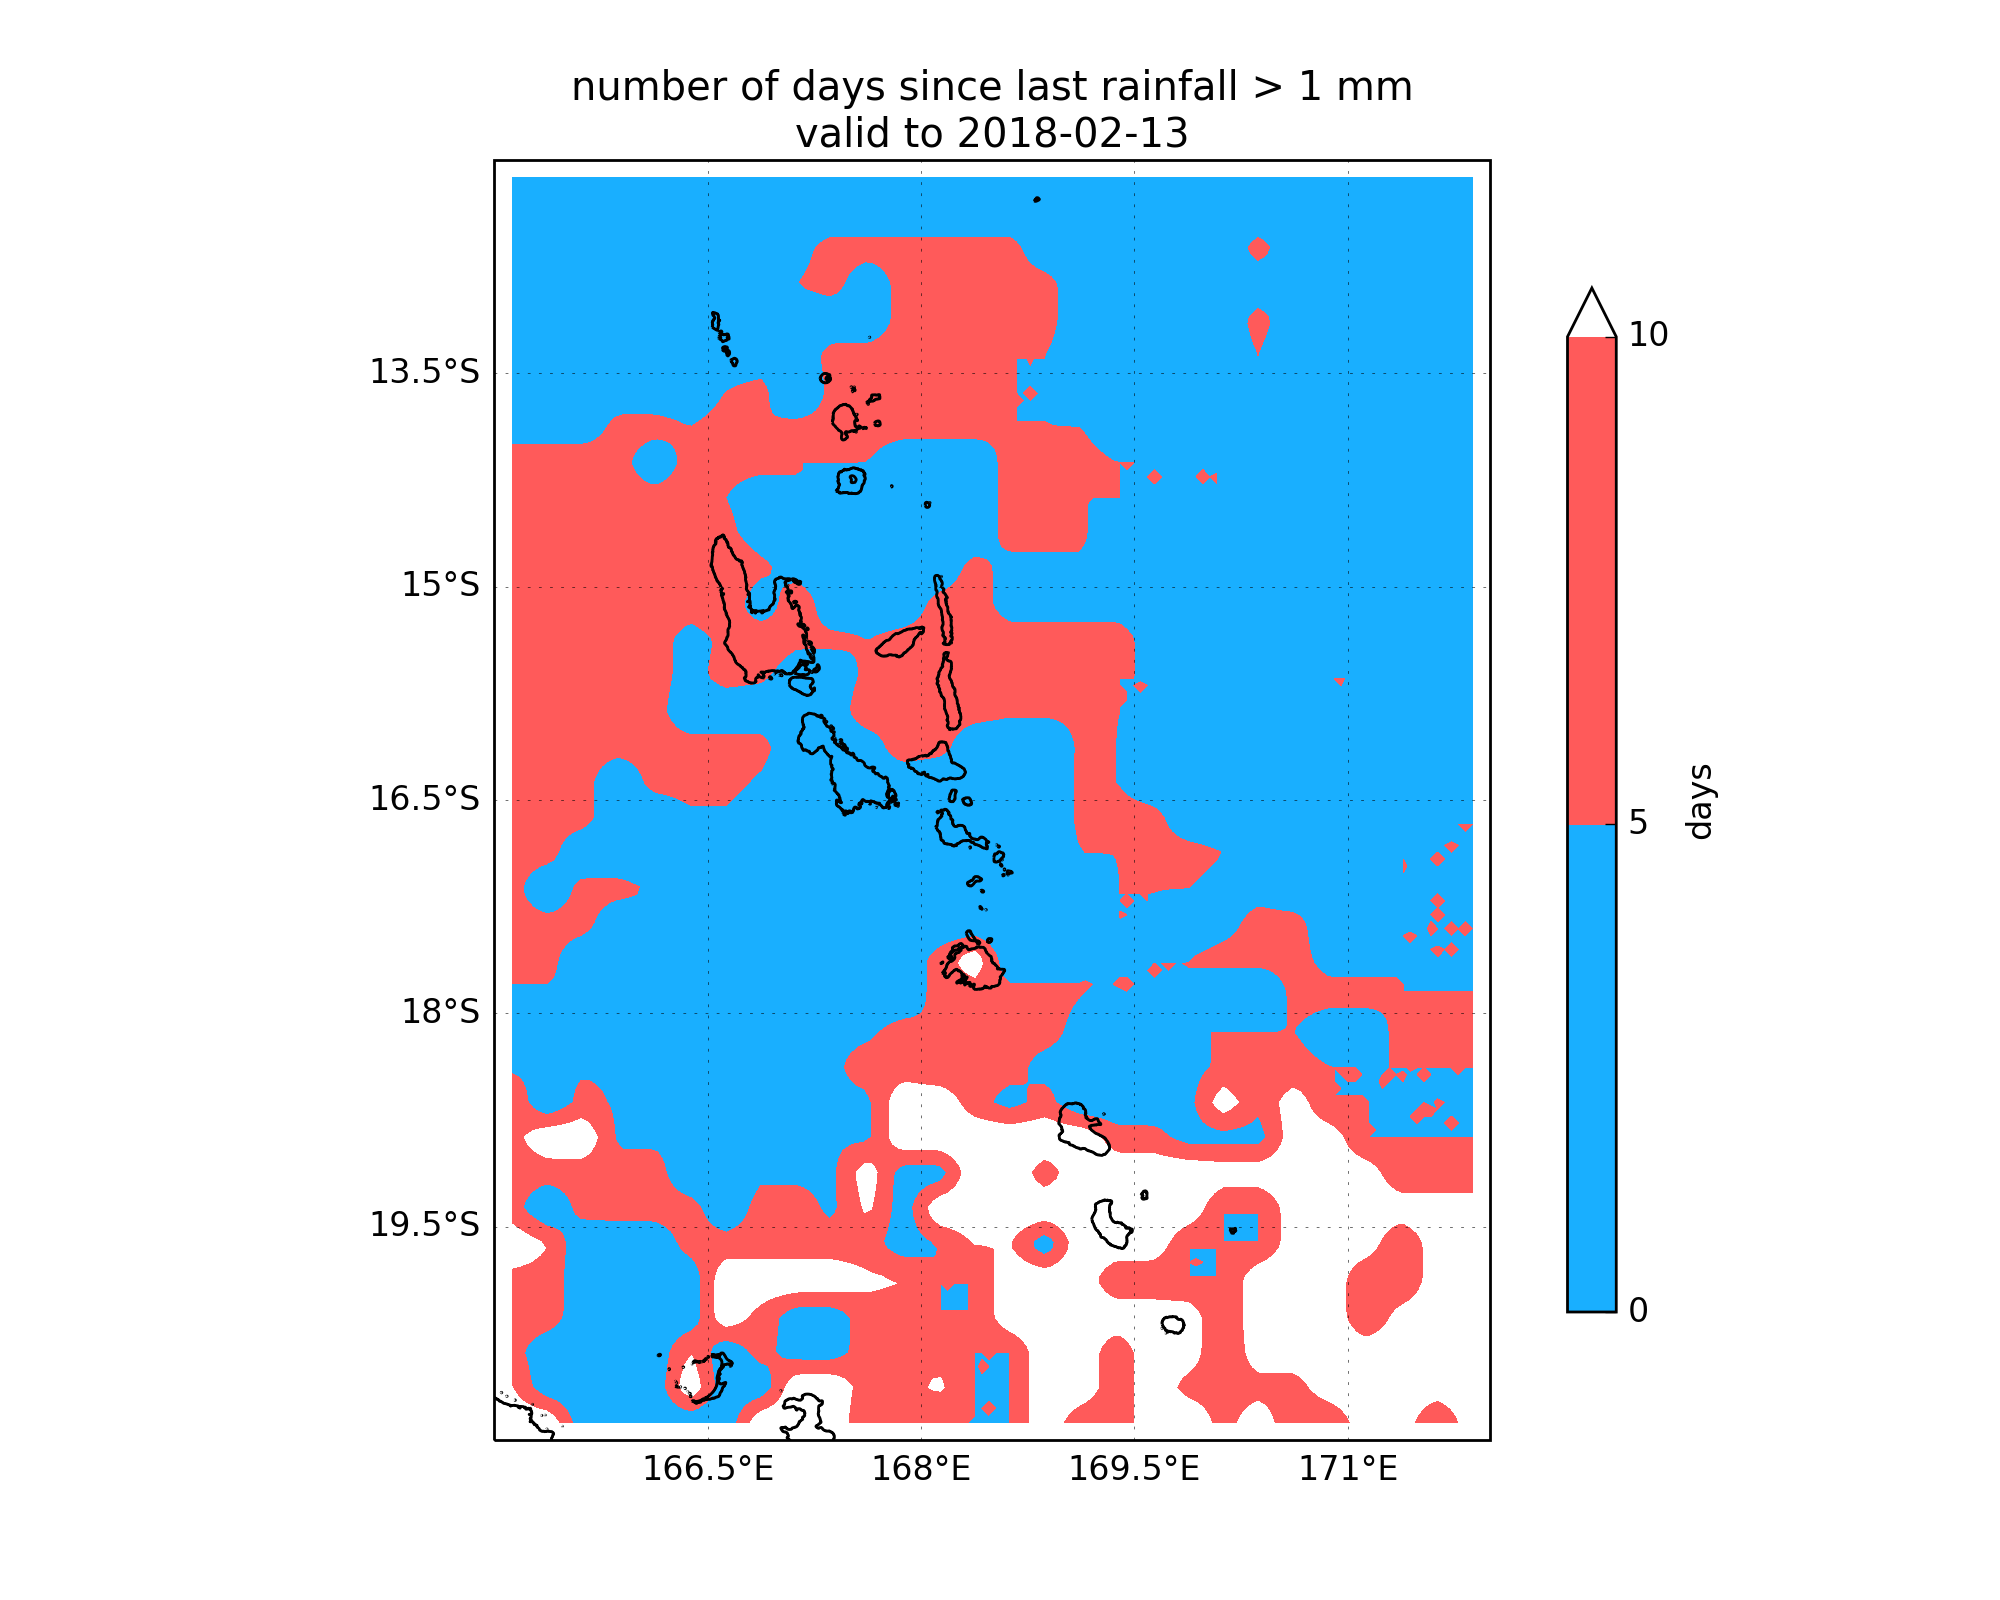 number of days since last rainfall > 1 mm
valid to 2018-02-13
13.5°S
15°S
16.5°S
18°S
19.5°S
166.5°E
168°E
169.5°E
171°E
10
5
0
days